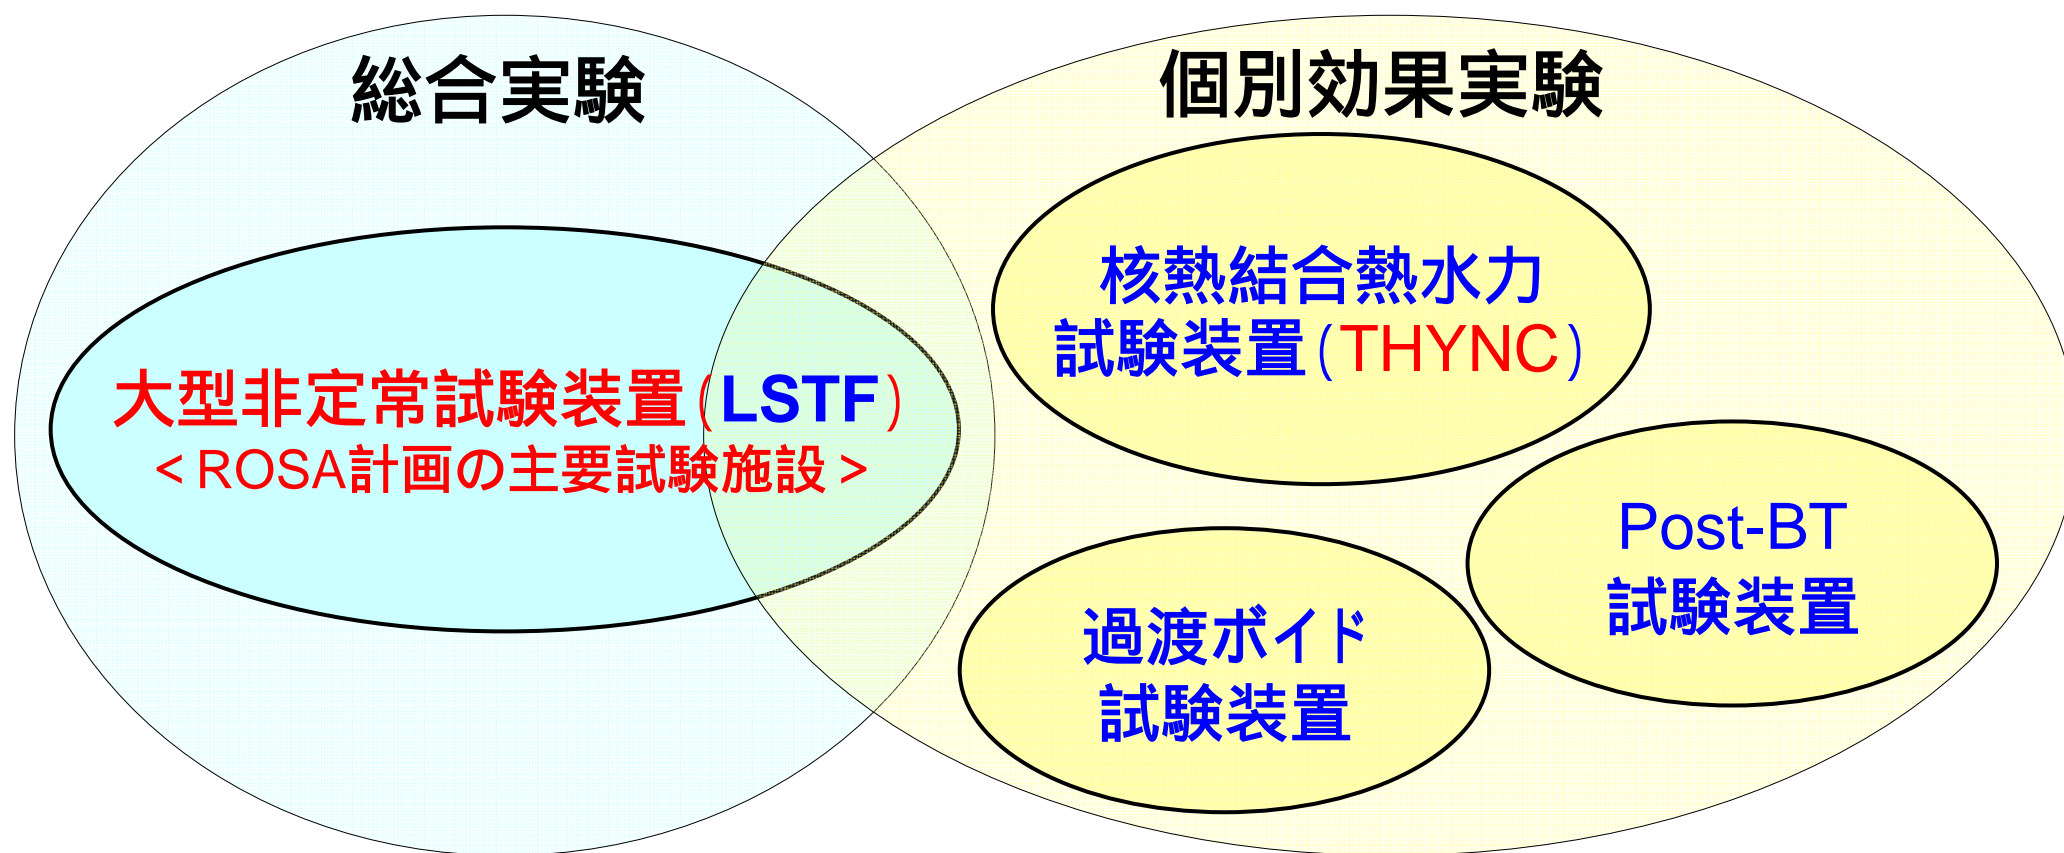 総合実験
大型非定常試験装置(LSTF)
<ROSA計画の主要試験施設>
個別効果実験
核熱結合熱水力
試験装置(THYNC)
Post-BT
試験装置
過渡ボイド
試験装置